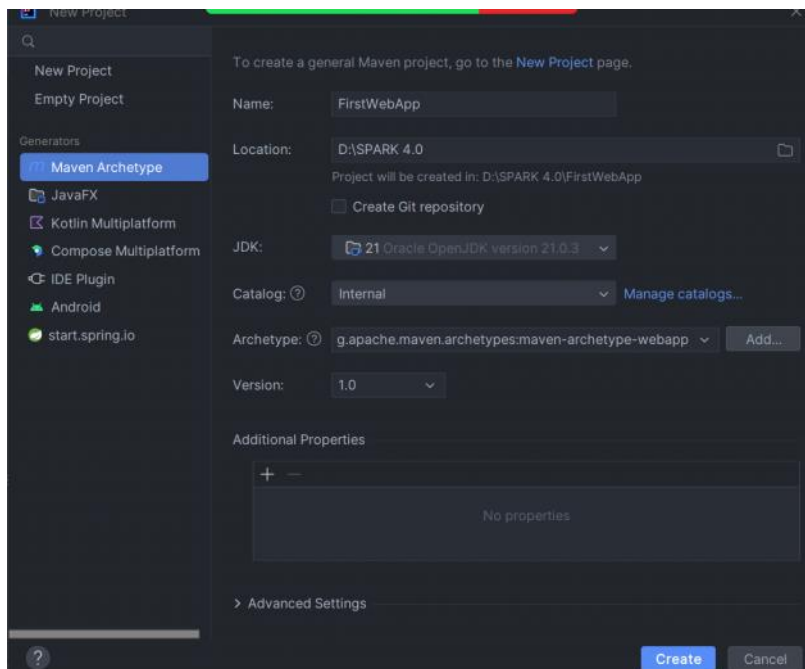 New Project
New Project
Empty Project
Generators
Maven Archetype
JavaFX
Kotlin Multiplatform
Compose Multiplatform
IDE Plugin
Android
start.spring.io
To create a general Maven project, go to the New Project page.
Name: FirstWebApp
Location: D:\SPARK 4.0
Project will be created in: D:\SPARK 4.0\FirstWebApp
Create Git repository
JDK: 21 Oracle OpenJDK version 21.0.3
Catalog: ? Internal Manage catalogs...
Archetype: ? g.apache.maven.archetypes:maven-archetype-webapp Add...
Version: 1.0
Additional Properties
No properties
Advanced Settings
? Create Cancel